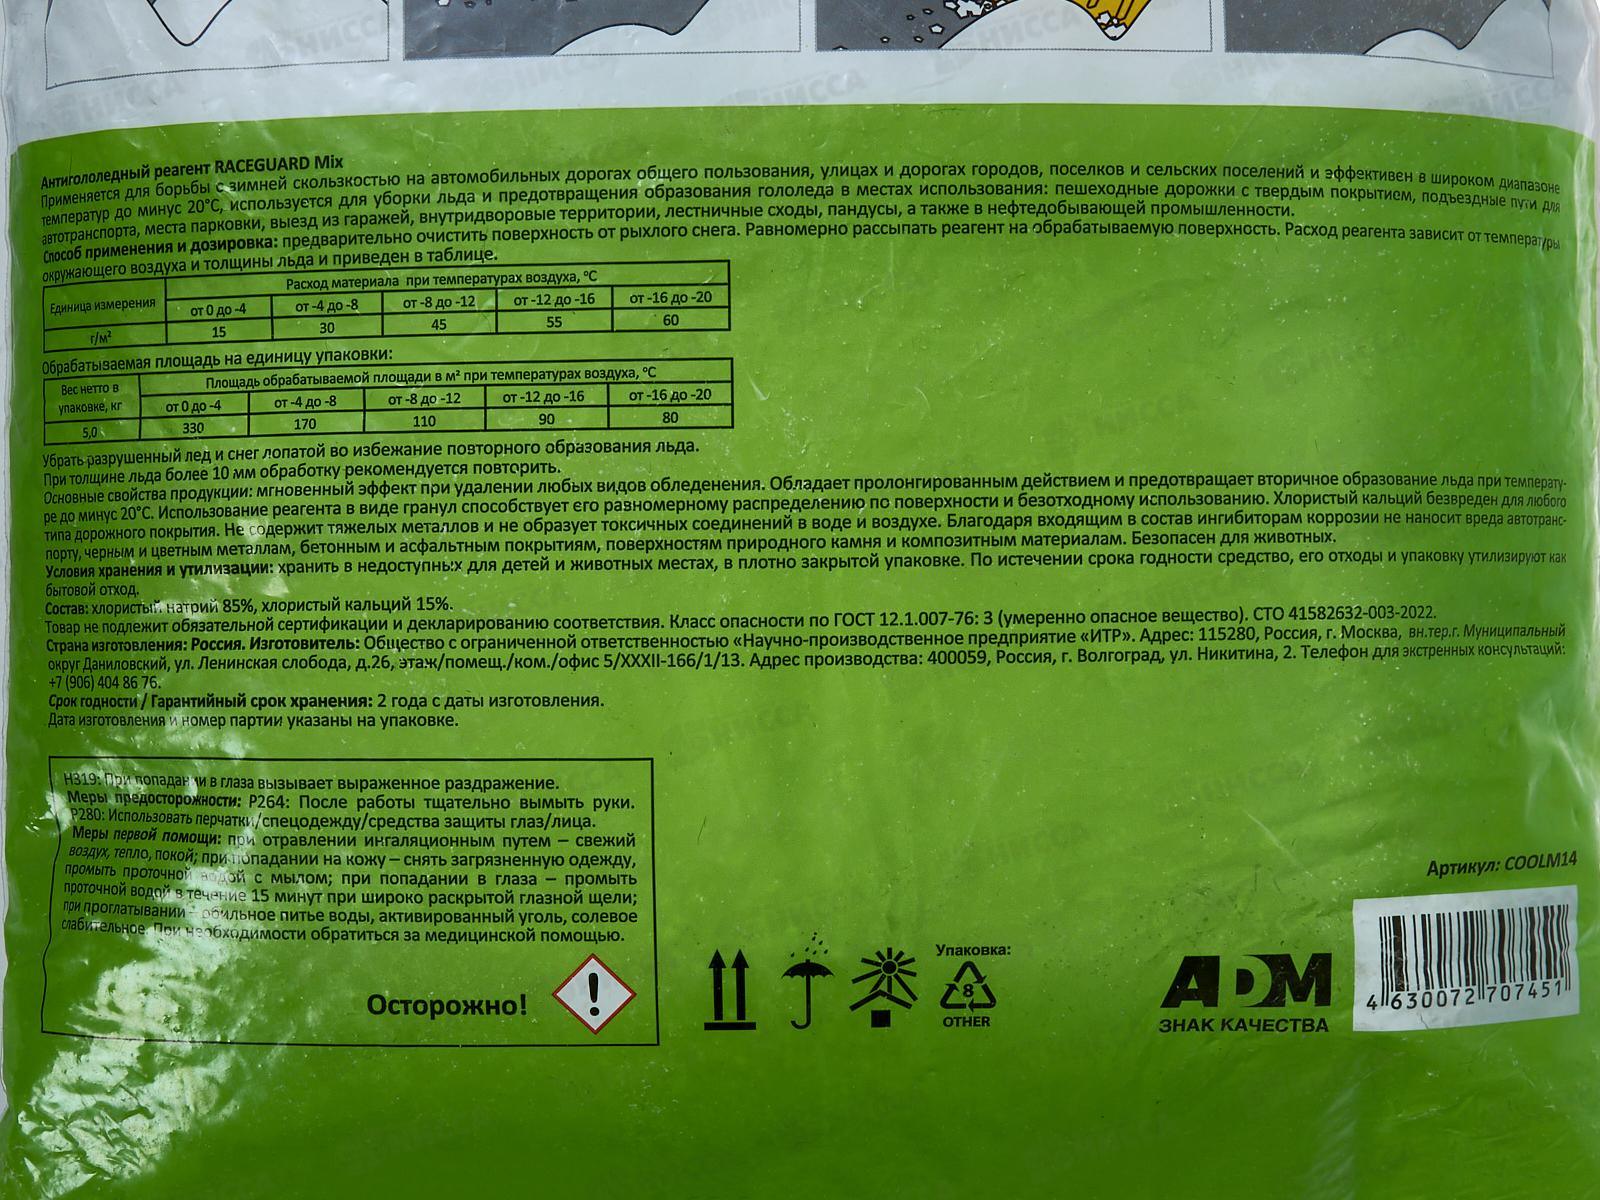 Антигололедный реагент RACEGUARD Mix
Применяется для борьбы с зимней скользкостью на автомобильных дорогах общего пользования, улицах и дорогах городов, поселков и сельских поселений и эффективен в широком диапазоне
температур до минус 20°С, используется для уборки льда и предотвращения образования гололеда в местах использования: пешеходные дорожки с твердым покрытием, подъездные пути для
автотранспорта, места парковки, выезд из гаражей, внутридворовые территории, лестничные сходы, пандусы, а также в нефтедобывающей промышленности.
Способ применения и дозировка: предварительно очистить поверхность от рыхлого снега. Равномерно рассыпать реагент на обрабатываемую поверхность. Расход реагента зависит от температуры
окружающего воздуха и толщины льда и приведен в таблице.
Единица измерения
Расход материала при температурах воздуха, °С
от 0 до -4 от -4 до -8 от -8 до -12 от -12 до -16 от -16 до -20
г/м² 15 30 45 55 60
Обрабатываемая площадь на единицу упаковки:
Вес нетто в упаковке, кг
Площадь обрабатываемой площади в м² при температурах воздуха, °С
от 0 до -4 от -4 до -8 от -8 до -12 от -12 до -16 от -16 до -20
5,0 330 170 110 90 80
Убрать разрушенный лед и снег лопатой во избежание повторного образования льда.
При толщине льда более 10 мм обработку рекомендуется повторить.
Основные свойства продукции: мгновенный эффект при удалении любых видов обледенения. Обладает пролонгированным действием и предотвращает вторичное образование льда при температу-
ре до минус 20°С. Использование реагента в виде гранул способствует его равномерному распределению по поверхности и безотходному использованию. Хлористый кальций безвреден для любого
типа дорожного покрытия. Не содержит тяжелых металлов и не образует токсичных соединений в воде и воздухе. Благодаря входящим в состав ингибиторам коррозии не наносит вреда автотранс-
порту, черным и цветным металлам, бетонным и асфальтным покрытиям, поверхностям природного камня и композитным материалам. Безопасен для животных.
Условия хранения и утилизации: хранить в недоступных для детей и животных местах, в плотно закрытой упаковке. По истечении срока годности средство, его отходы и упаковку утилизируют как
бытовой отход.
Состав: хлористый натрий 85%, хлористый кальций 15%.
Товар не подлежит обязательной сертификации и декларированию соответствия. Класс опасности по ГОСТ 12.1.007-76: 3 (умеренно опасное вещество). СТО 41582632-003-2022.
Страна изготовления: Россия. Изготовитель: Общество с ограниченной ответственностью «Научно-производственное предприятие «ИТР». Адрес: 115280, Россия, г. Москва, вн.тер.г. Муниципальный
округ Даниловский, ул. Ленинская слобода, д.26, этаж/помещ./ком./офис 5/XXXII-166/1/13. Адрес производства: 400059, Россия, г. Волгоград, ул. Никитина, 2. Телефон для экстренных консультаций:
+7 (906) 404 86 76.
Срок годности / Гарантийный срок хранения: 2 года с даты изготовления.
Дата изготовления и номер партии указаны на упаковке.
H319: При попадании в глаза вызывает выраженное раздражение.
Меры предосторожности: P264: После работы тщательно вымыть руки.
P280: Использовать перчатки/спецодежду/средства защиты глаз/лица.
Меры первой помощи: при отравлении ингаляционным путем – свежий
воздух, тепло, покой; при попадании на кожу – снять загрязненную одежду,
промыть проточной водой с мылом; при попадании в глаза – промыть
проточной водой в течение 15 минут при широко раскрытой глазной щели;
при проглатывании – обильное питье воды, активированный уголь, солевое
слабительное. При необходимости обратиться за медицинской помощью.
Осторожно!
Упаковка:
8
OTHER
ADM
ЗНАК КАЧЕСТВА
Артикул: COOLM14
4 630072 707451